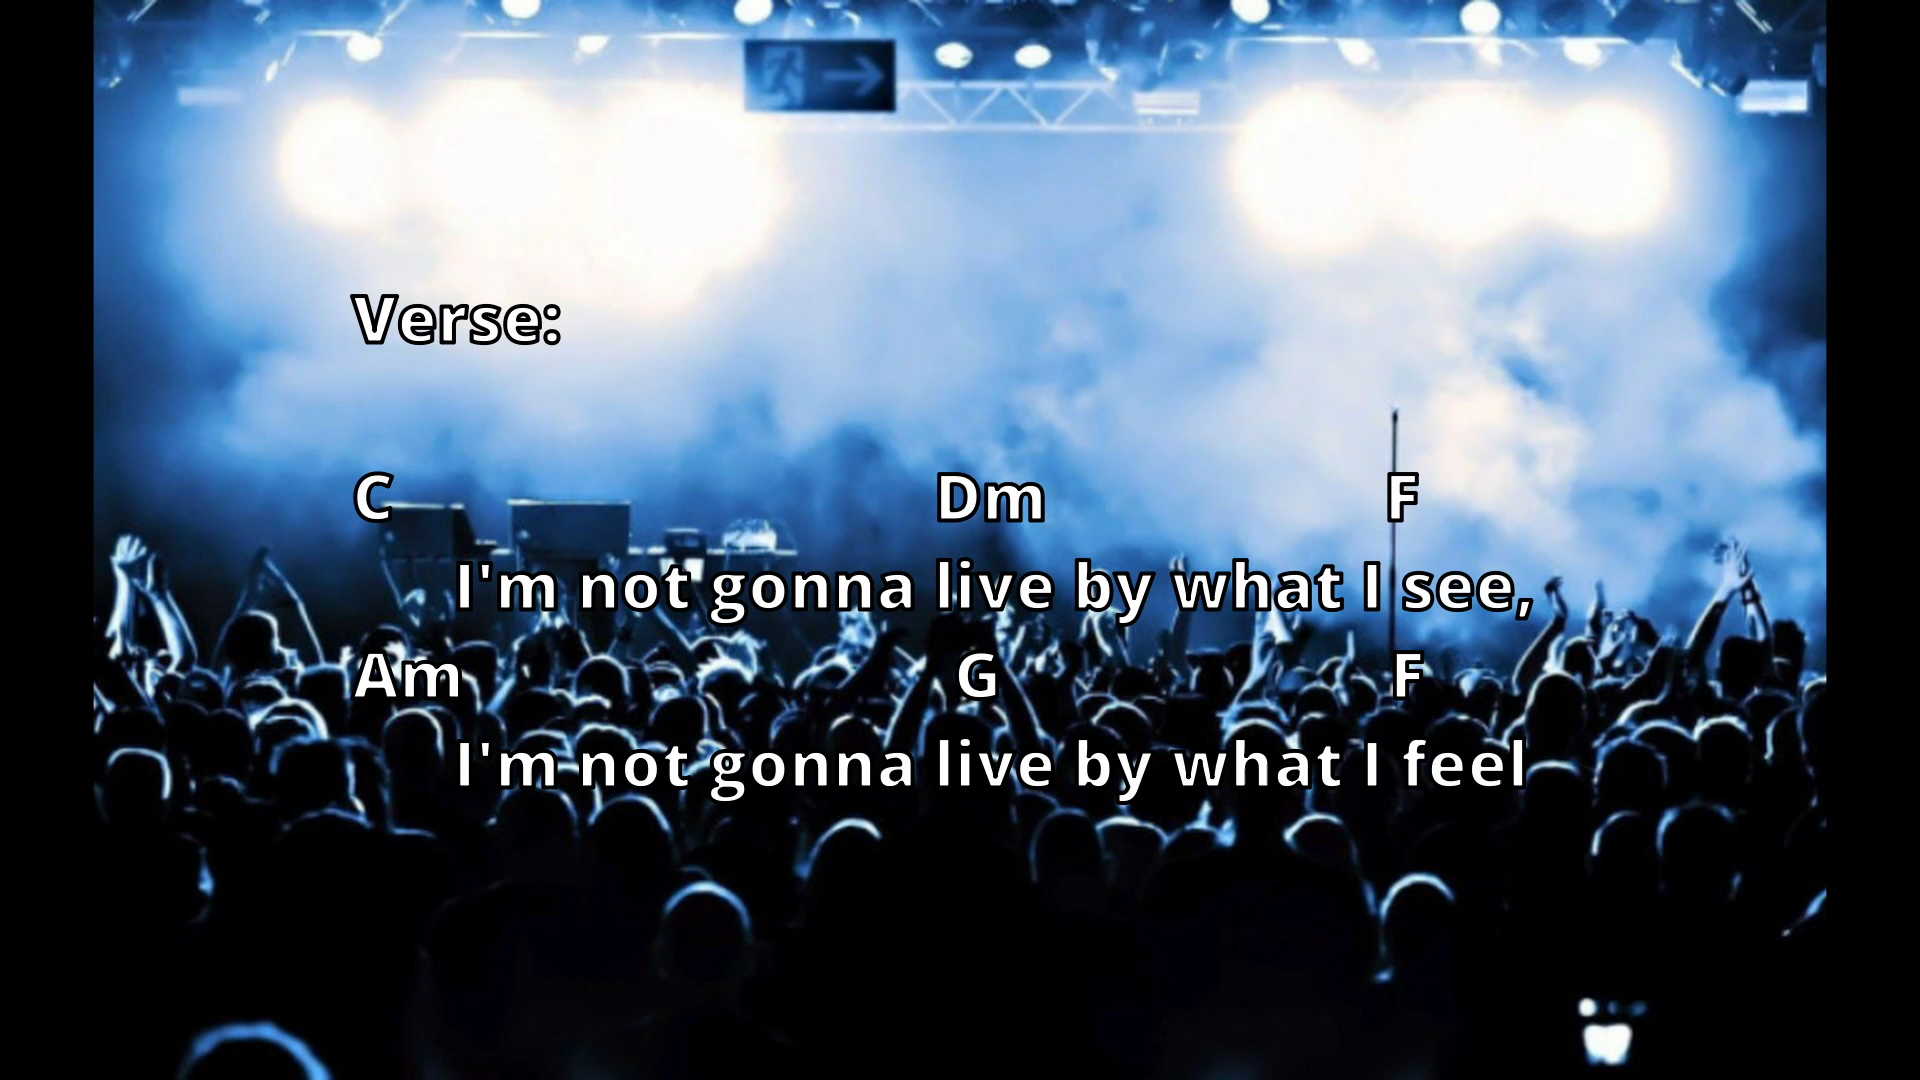 Verse:
C Dm F
I'm not gonna live by what I see,
Am G F
I'm not gonna live by what I feel